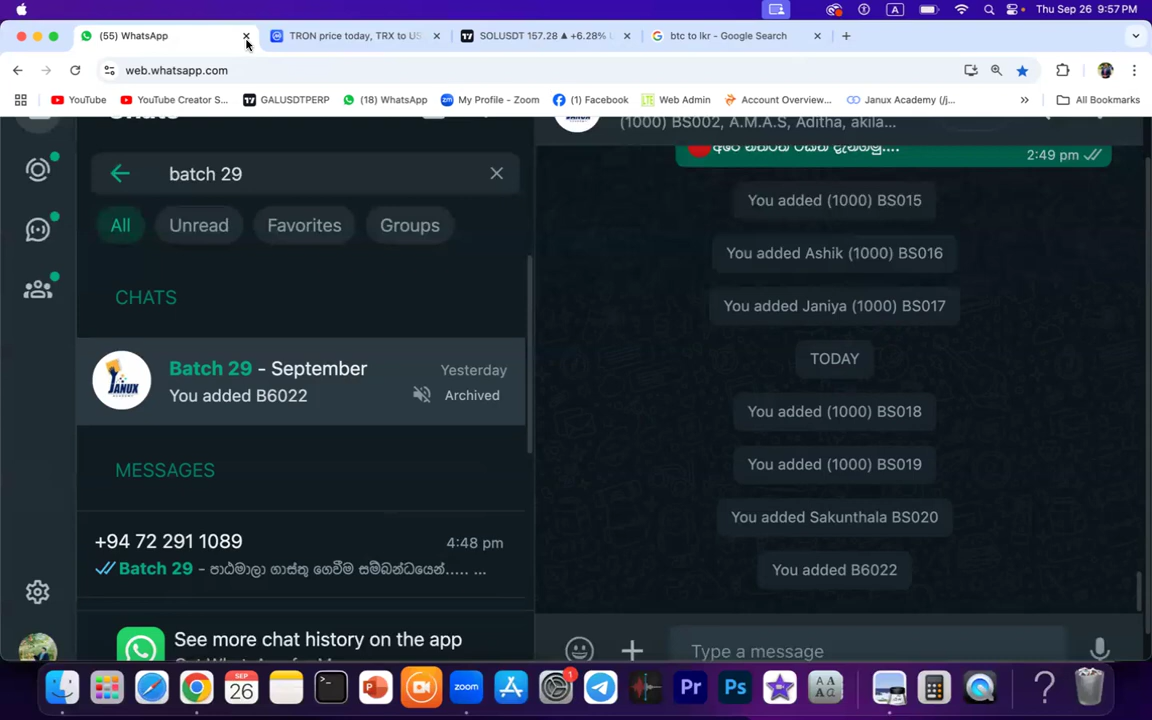 Thu Sep 26 9:57 PM
(55) WhatsApp
TRON price today, TRX to US
SOLUSDT 157.28 ▲ +6.28%
btc to lkr - Google Search
web.whatsapp.com
YouTube
YouTube Creator S...
GALUSDTPERP
(18) WhatsApp
My Profile - Zoom
(1) Facebook
Web Admin
Account Overview...
Janux Academy (/j...
All Bookmarks
(1000) BS002, A.M.A.S, Aditha, akila...
batch 29
2:49 pm
All
Unread
Favorites
Groups
You added (1000) BS015
You added Ashik (1000) BS016
CHATS
You added Janiya (1000) BS017
TODAY
Batch 29 - September
Yesterday
You added B6022
Archived
You added (1000) BS018
MESSAGES
You added (1000) BS019
You added Sakunthala BS020
+94 72 291 1089
4:48 pm
Batch 29 - පාඨමාලා ගාස්තු ගෙවීම සම්බන්ධයෙන්..... ...
You added B6022
See more chat history on the app
Type a message
SEP
26